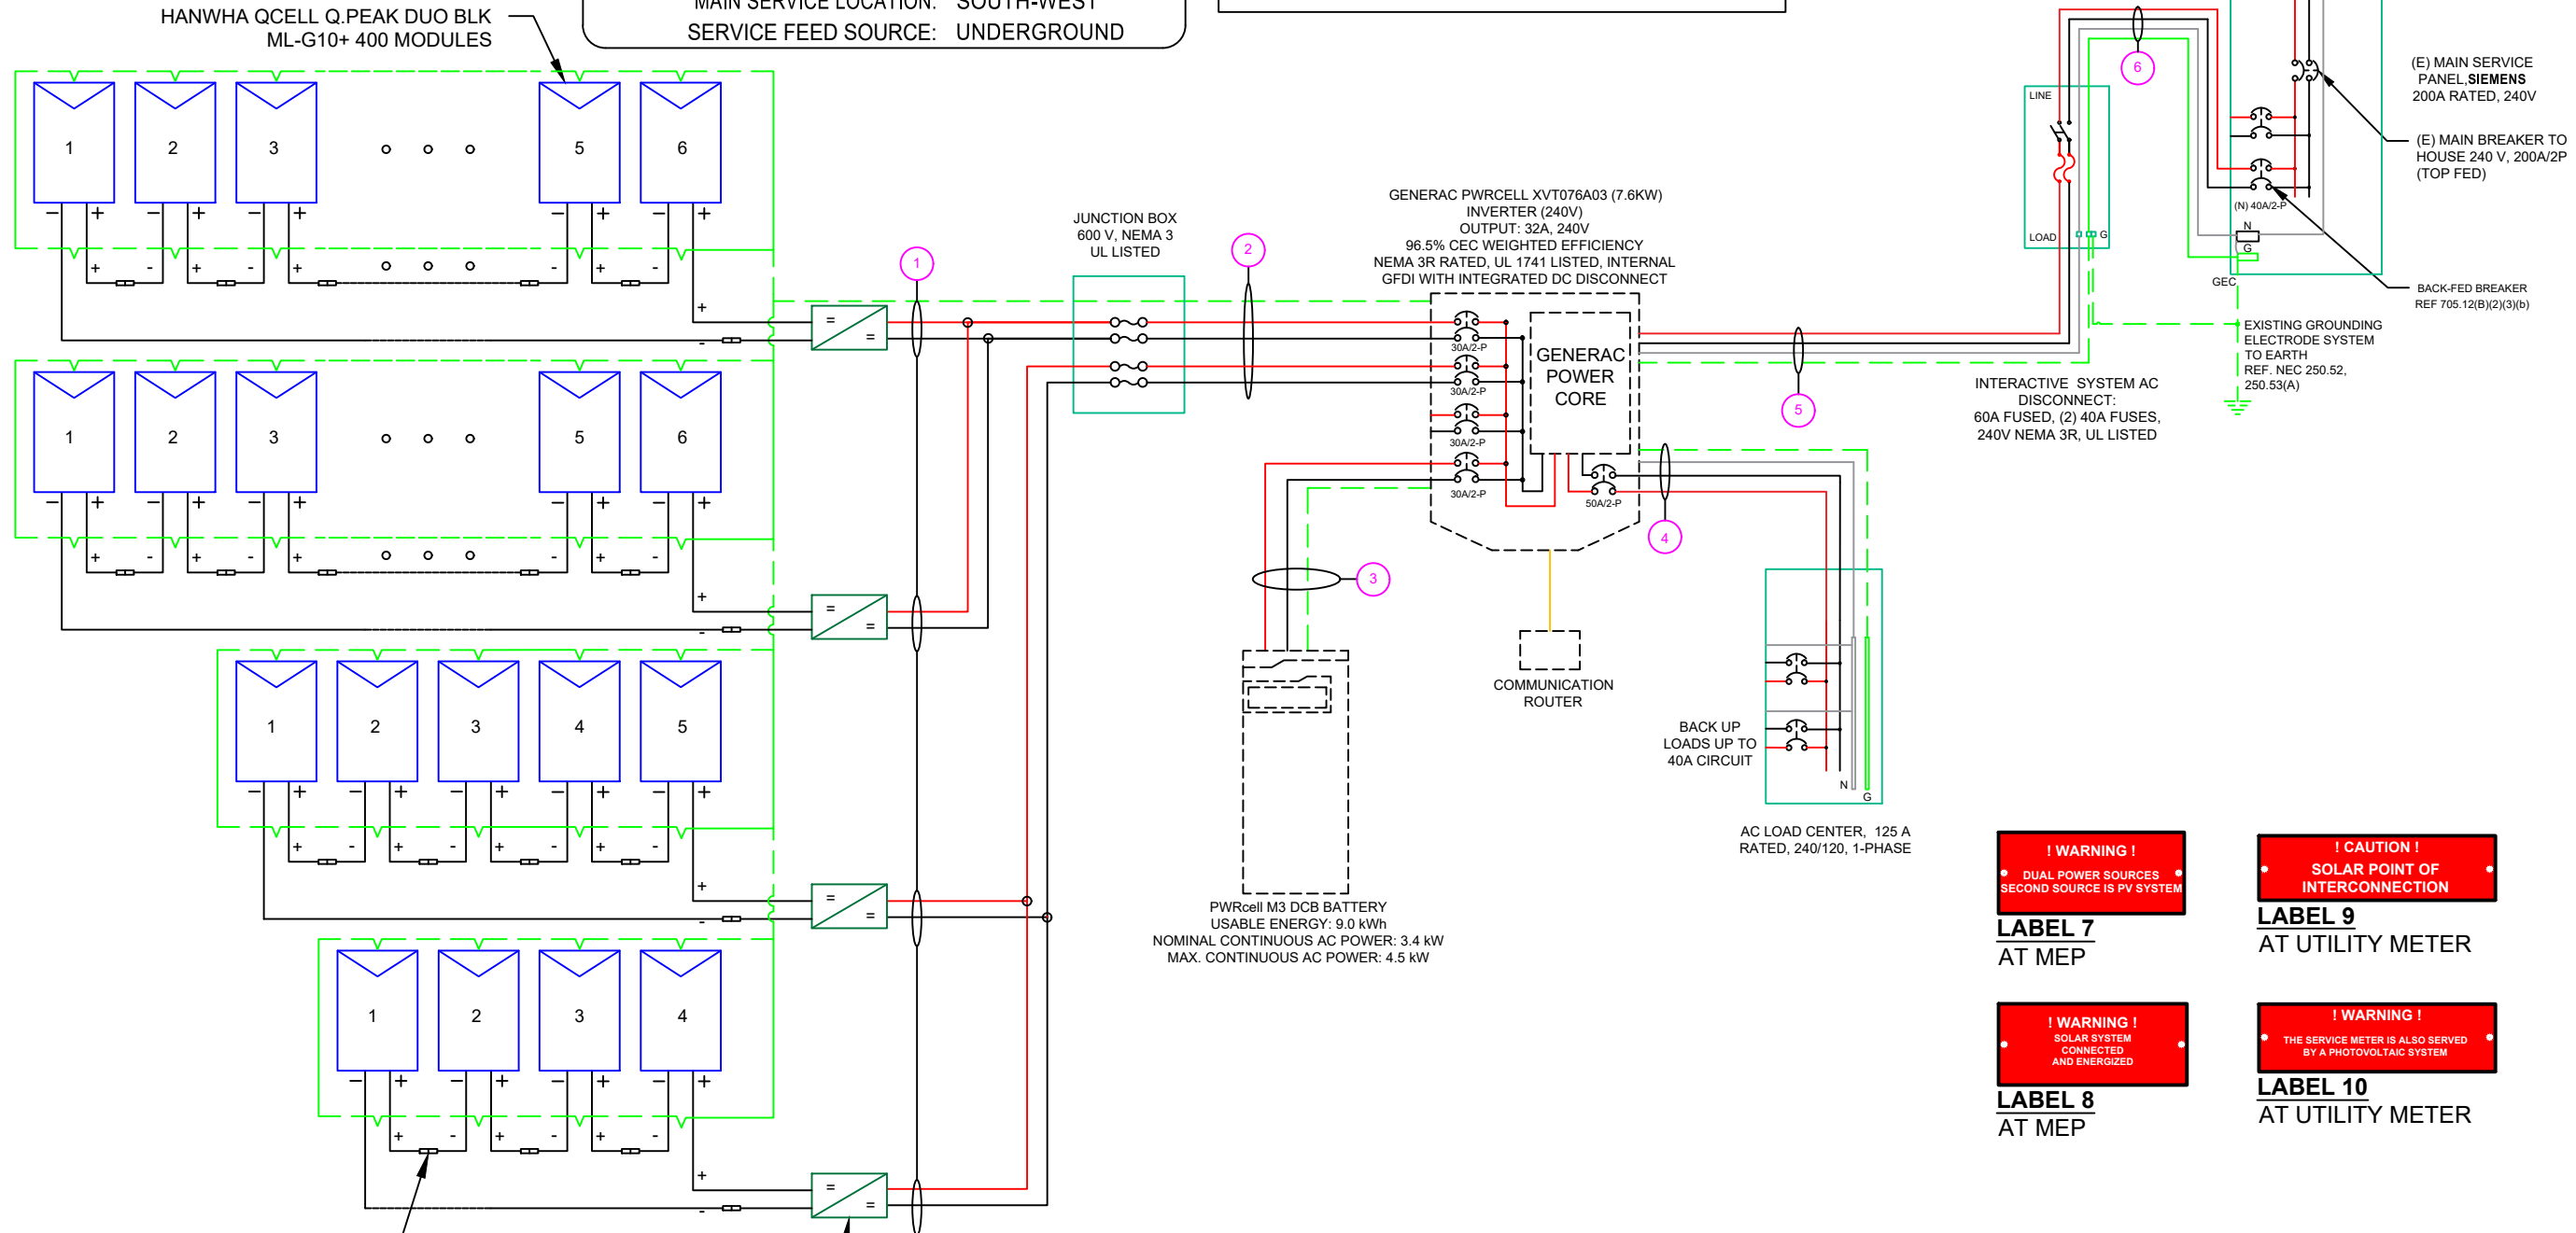 HANWHA QCELL Q.PEAK DUO BLK
ML-G10+ 400 MODULES
MAIN SERVICE LOCATION: SOUTH-WEST
SERVICE FEED SOURCE: UNDERGROUND
1 2 3 5 6
- + - + - + - + - +
+ - + - + - + -
+
-
1 2 3 5 6
- + - + - + - + - +
+ - + - + - + -
+
-
1 2 3 4 5
- + - + - + - + - +
+ - + - + - + -
+
-
1 2 3 4
- + - + - + - +
+ - + - + -
+
-
= =
= =
= =
= =
1
JUNCTION BOX
600 V, NEMA 3
UL LISTED
2
GENERAC PWRCELL XVT076A03 (7.6KW)
INVERTER (240V)
OUTPUT: 32A, 240V
96.5% CEC WEIGHTED EFFICIENCY
NEMA 3R RATED, UL 1741 LISTED, INTERNAL
GFDI WITH INTEGRATED DC DISCONNECT
30A/2-P
30A/2-P
30A/2-P
30A/2-P
GENERAC
POWER
CORE
50A/2-P
3
4
5
6
PWRcell M3 DCB BATTERY
USABLE ENERGY: 9.0 kWh
NOMINAL CONTINUOUS AC POWER: 3.4 kW
MAX. CONTINUOUS AC POWER: 4.5 kW
COMMUNICATION
ROUTER
BACK UP
LOADS UP TO
40A CIRCUIT
N
G
AC LOAD CENTER, 125 A
RATED, 240/120, 1-PHASE
LINE
LOAD
G
INTERACTIVE SYSTEM AC
DISCONNECT:
60A FUSED, (2) 40A FUSES,
240V NEMA 3R, UL LISTED
(E) MAIN SERVICE
PANEL,SIEMENS
200A RATED, 240V
(E) MAIN BREAKER TO
HOUSE 240 V, 200A/2P
(TOP FED)
(N) 40A/2-P
N
G
GEC
BACK-FED BREAKER
REF 705.12(B)(2)(3)(b)
EXISTING GROUNDING
ELECTRODE SYSTEM
TO EARTH
REF. NEC 250.52,
250.53(A)
! WARNING !
DUAL POWER SOURCES
SECOND SOURCE IS PV SYSTEM
LABEL 7
AT MEP
! CAUTION !
SOLAR POINT OF
INTERCONNECTION
LABEL 9
AT UTILITY METER
! WARNING !
SOLAR SYSTEM
CONNECTED
AND ENERGIZED
LABEL 8
AT MEP
! WARNING !
THE SERVICE METER IS ALSO SERVED
BY A PHOTOVOLTAIC SYSTEM
LABEL 10
AT UTILITY METER